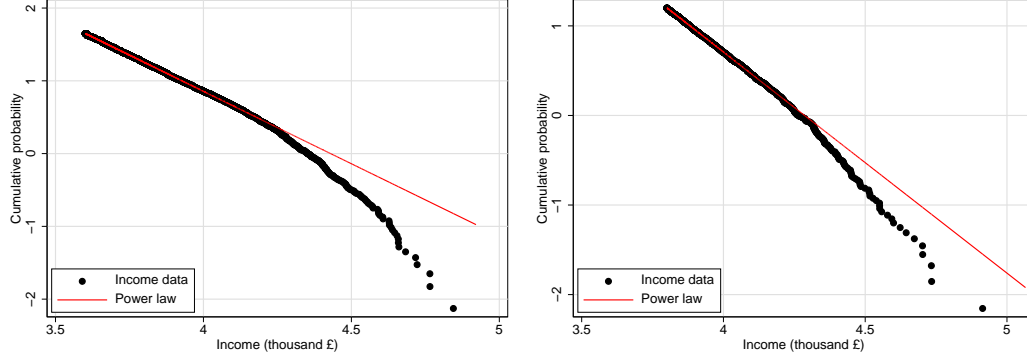 2
1
0
−1
−2
Cumulative probability
Income data
Power law
3.5
4
4.5
5
Income (thousand £)
1
0
−1
−2
Cumulative probability
Income data
Power law
3.5
4
4.5
5
Income (thousand £)